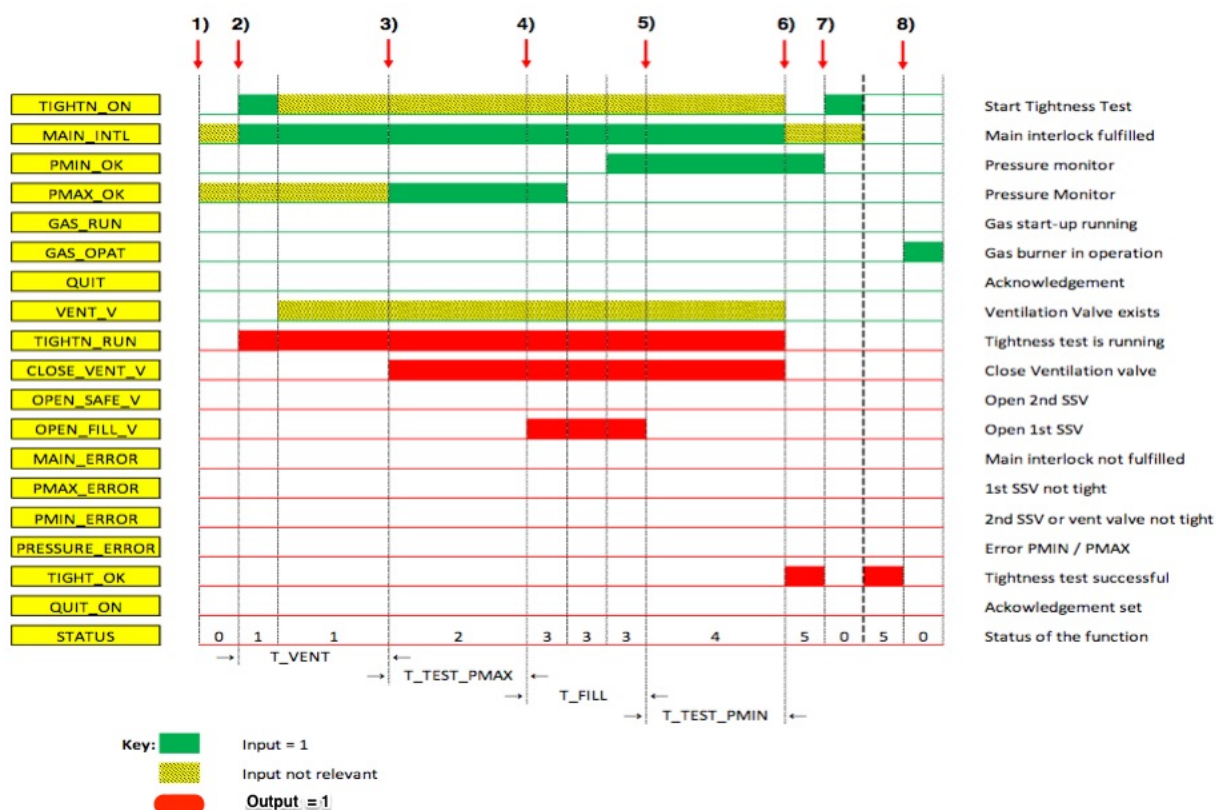 1) 2) 3) 4) 5) 6) 7) 8)
TIGHTN_ON Start Tightness Test
MAIN_INTL Main interlock fulfilled
PMIN_OK Pressure monitor
PMAX_OK Pressure Monitor
GAS_RUN Gas start-up running
GAS_OPAT Gas burner in operation
QUIT Acknowledgement
VENT_V Ventilation Valve exists
TIGHTN_RUN Tightness test is running
CLOSE_VENT_V Close Ventilation valve
OPEN_SAFE_V Open 2nd SSV
OPEN_FILL_V Open 1st SSV
MAIN_ERROR Main interlock not fulfilled
PMAX_ERROR 1st SSV not tight
PMIN_ERROR 2nd SSV or vent valve not tight
PRESSURE_ERROR Error PMIN / PMAX
TIGHT_OK Tightness test successful
QUIT_ON Ackowledgement set
STATUS 0 1 1 2 3 3 3 4 5 0 5 0 Status of the function
T_VENT
T_TEST_PMAX
T_FILL
T_TEST_PMIN
Key: Input = 1
Input not relevant
Output = 1